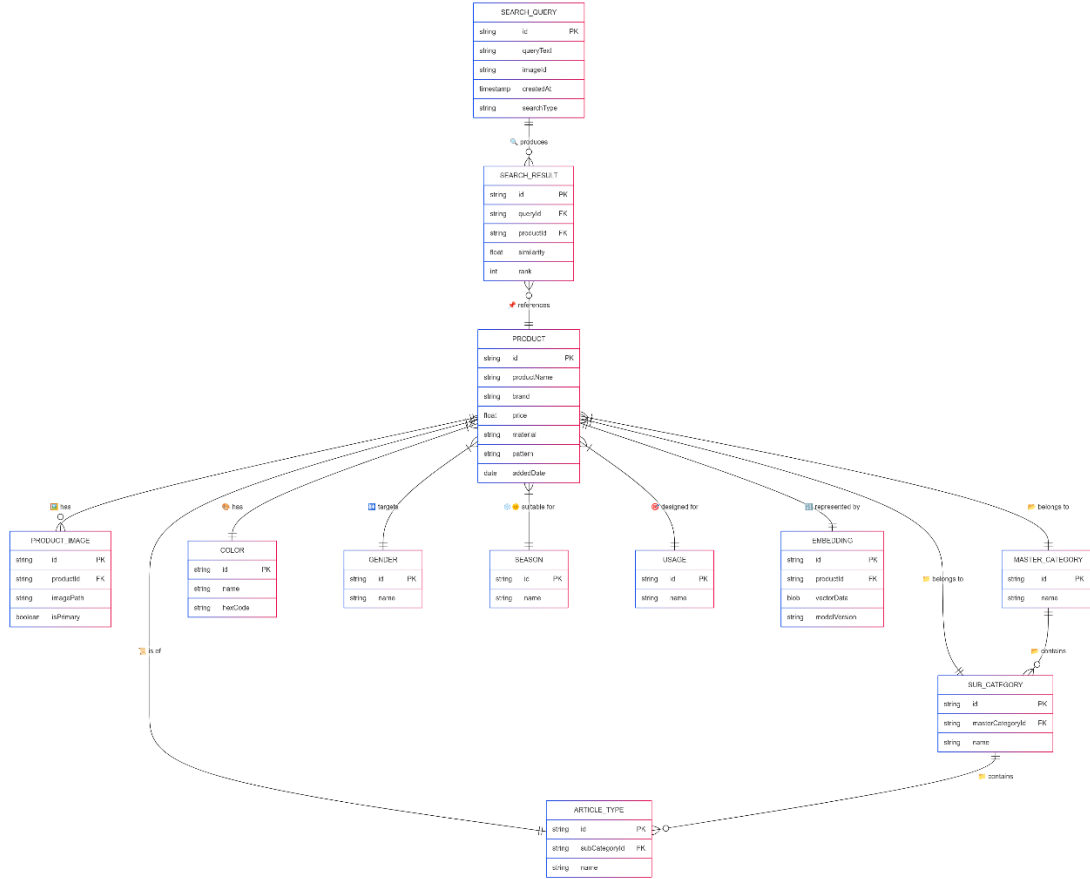 SEARCH_QUERY
string id PK
string queryText
string imageId
timestamp createdAt
string searchType
🔍 produces
SEARCH_RESULT
string id PK
string queryId FK
string productId FK
float similarity
int rank
📌 references
PRODUCT
string id PK
string productName
string brand
float price
string material
string pattern
date addedDate
🖼️ has
🎨 has
🚻 targets
❄️🌞 suitable for
🎯 designed for
🔢 represented by
📂 belongs to
PRODUCT_IMAGE
string id PK
string productId FK
string imagePath
boolean isPrimary
COLOR
string id PK
string name
string hexCode
GENDER
string id PK
string name
SEASON
string id PK
string name
USAGE
string id PK
string name
EMBEDDING
string id PK
string productId FK
blob vectorData
string modelVersion
MASTER_CATEGORY
string id PK
string name
📁 belongs to
📜 is of
📂 contains
SUB_CATEGORY
string id PK
string masterCategoryId FK
string name
📁 contains
ARTICLE_TYPE
string id PK
string subCategoryId FK
string name